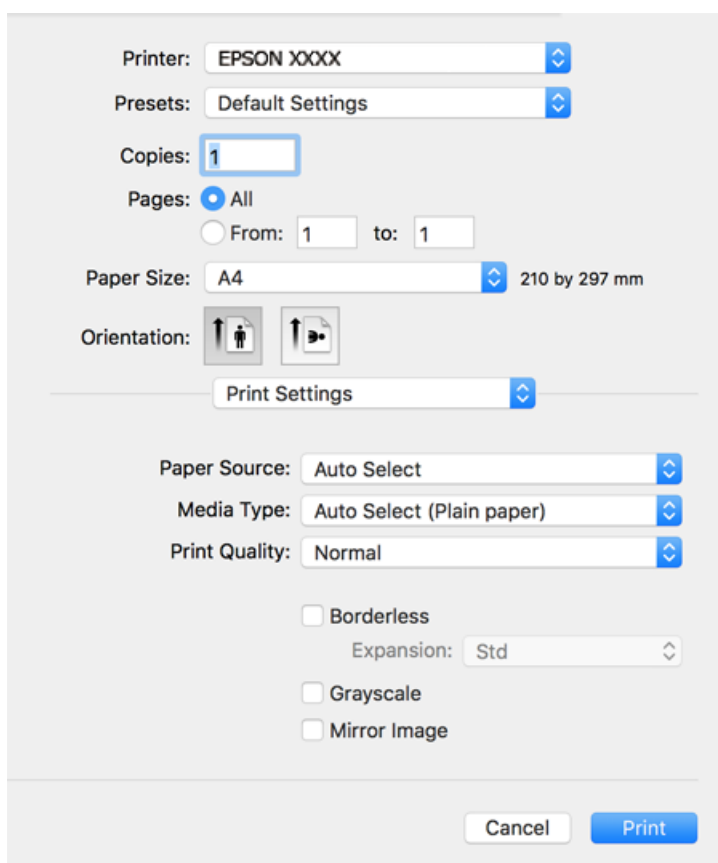 Printer: EPSON XXXX
Presets: Default Settings
Copies: 1
Pages: All
From: 1 to: 1
Paper Size: A4 210 by 297 mm
Orientation:
Print Settings
Paper Source: Auto Select
Media Type: Auto Select (Plain paper)
Print Quality: Normal
Borderless
Expansion: Std
Grayscale
Mirror Image
Cancel Print